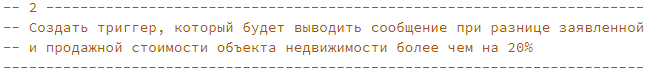 -- 2 -------------------------------------------------------------------------
-- Создать триггер, который будет выводить сообщение при разнице заявленной
-- и продажной стоимости объекта недвижимости более чем на 20%
------------------------------------------------------------------------------